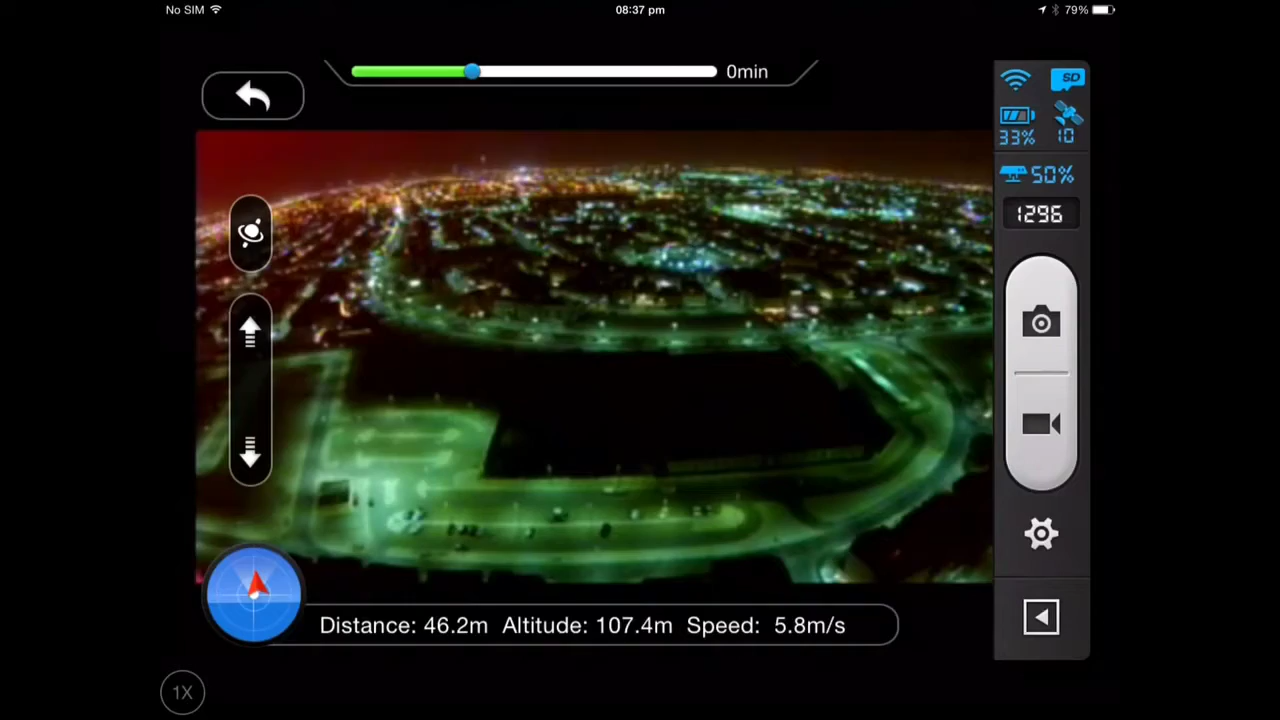 No SIM 08:37 pm 79%
0min
SD
33% 10
50%
1296
Distance: 46.2m Altitude: 107.4m Speed: 5.8m/s
1X